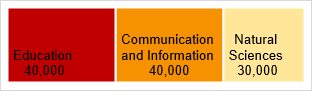 Education
40,000
Communication
and Information
40,000
Natural
Sciences
30,000